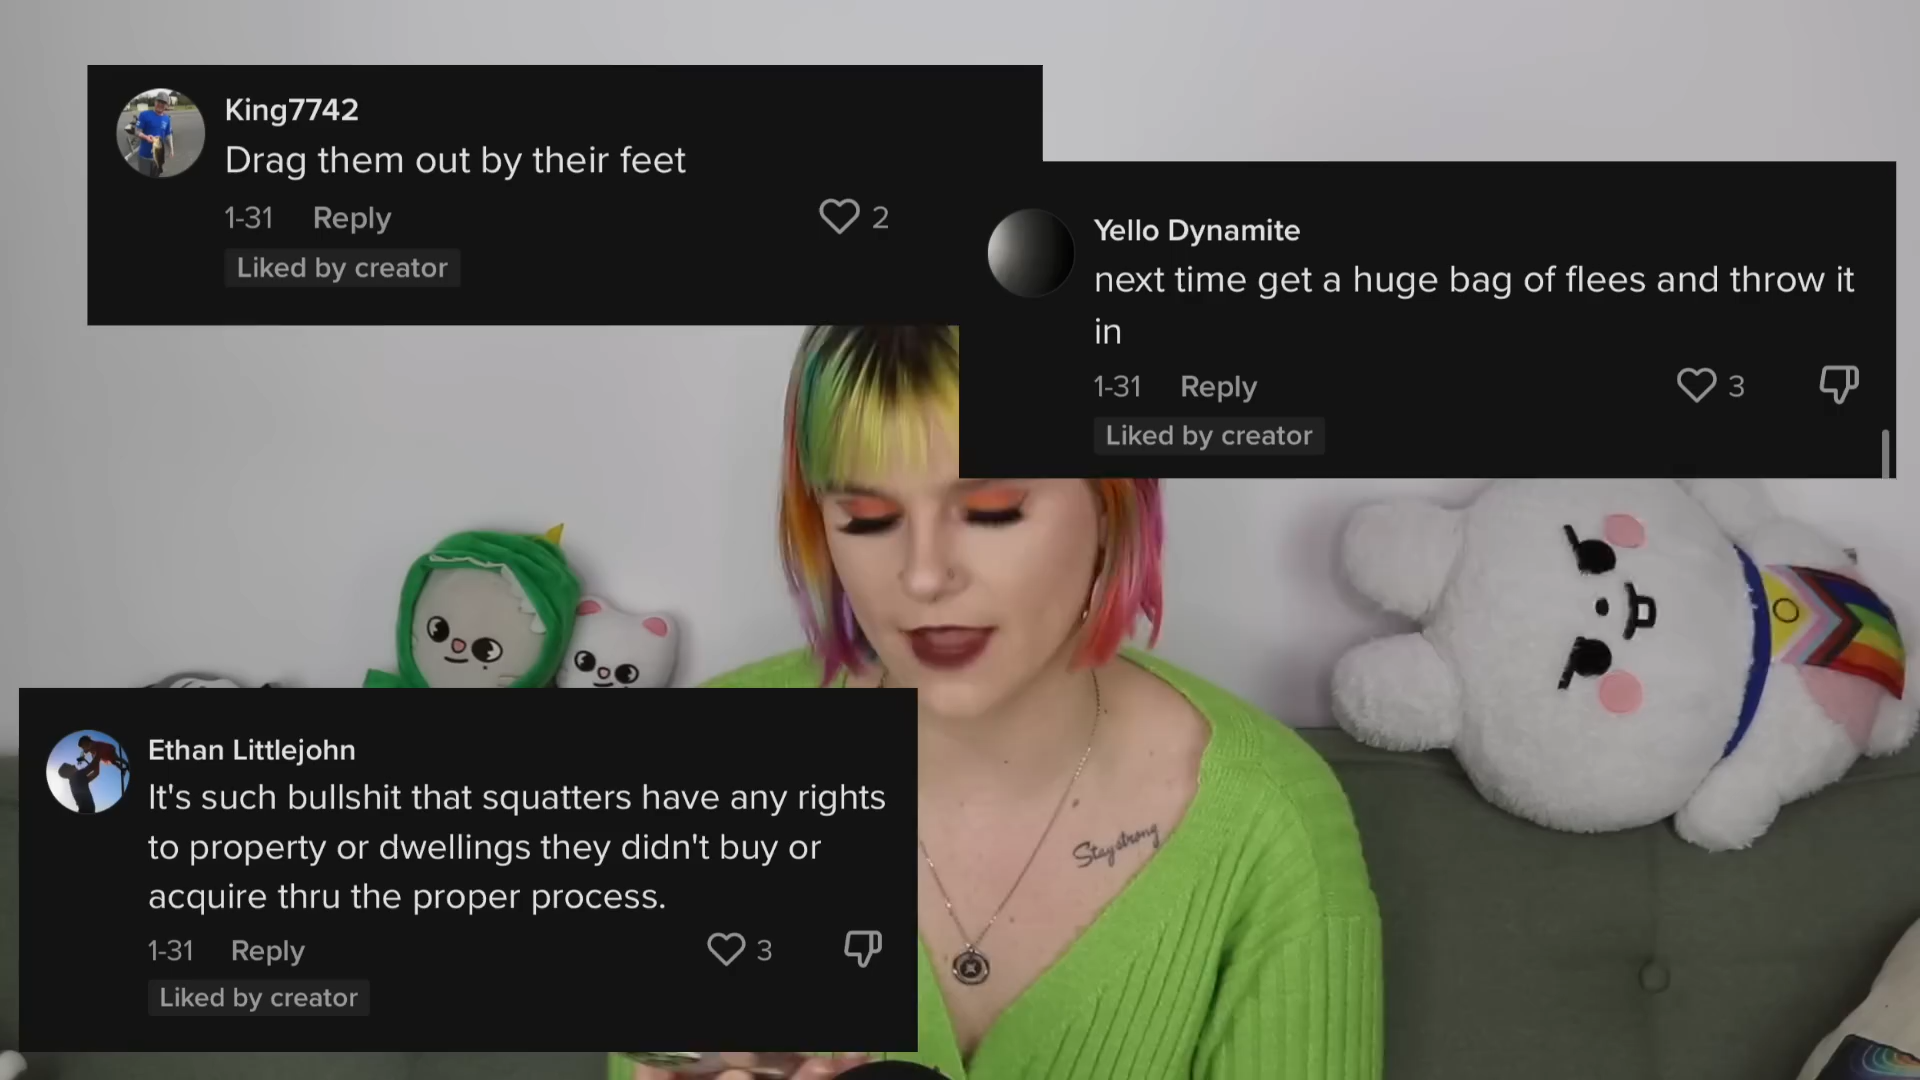 King7742
Drag them out by their feet
1-31 Reply 2
Liked by creator
Yello Dynamite
next time get a huge bag of flees and throw it
in
1-31 Reply 3
Liked by creator
Ethan Littlejohn
It's such bullshit that squatters have any rights
to property or dwellings they didn't buy or
acquire thru the proper process.
1-31 Reply 3
Liked by creator
Stay strong